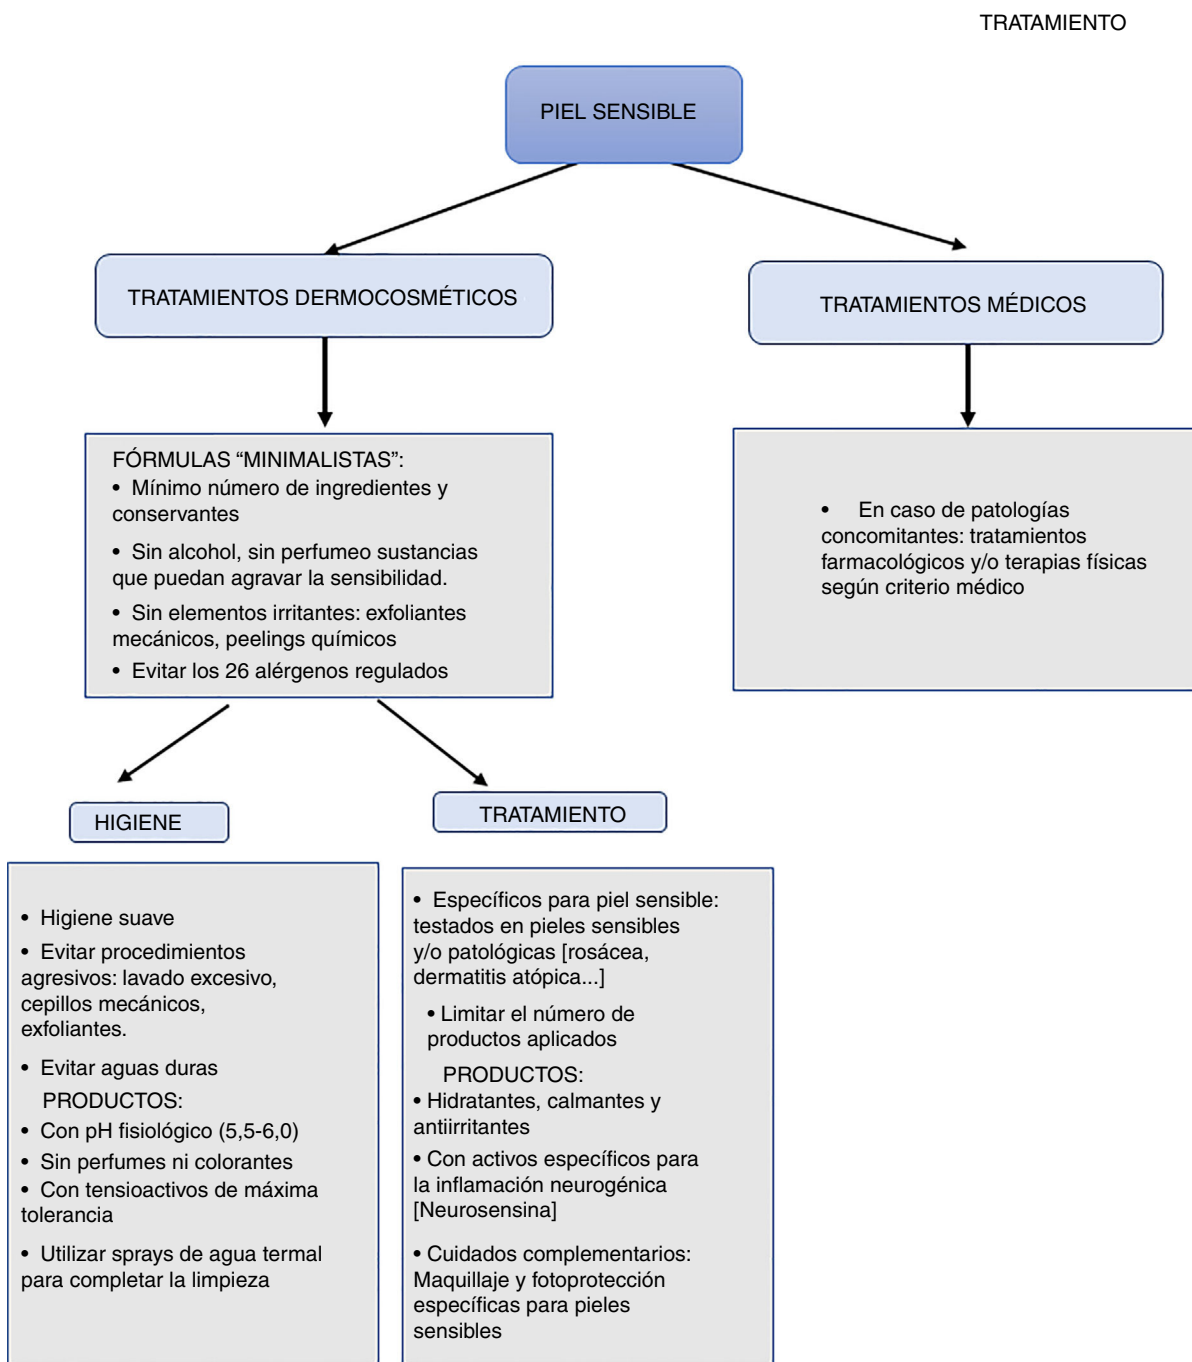 TRATAMIENTO
PIEL SENSIBLE
TRATAMIENTOS DERMOCOSMÉTICOS
TRATAMIENTOS MÉDICOS
FÓRMULAS “MINIMALISTAS”:
• Mínimo número de ingredientes y
conservantes
• Sin alcohol, sin perfumeo sustancias
que puedan agravar la sensibilidad.
• Sin elementos irritantes: exfoliantes
mecánicos, peelings químicos
• Evitar los 26 alérgenos regulados
• En caso de patologías
concomitantes: tratamientos
farmacológicos y/o terapias físicas
según criterio médico
HIGIENE
• Higiene suave
• Evitar procedimientos
agresivos: lavado excesivo,
cepillos mecánicos,
exfoliantes.
• Evitar aguas duras
PRODUCTOS:
• Con pH fisiológico (5,5-6,0)
• Sin perfumes ni colorantes
• Con tensioactivos de máxima
tolerancia
• Utilizar sprays de agua termal
para completar la limpieza
TRATAMIENTO
• Específicos para piel sensible:
testados en pieles sensibles
y/o patológicas [rosácea,
dermatitis atópica...]
• Limitar el número de
productos aplicados
PRODUCTOS:
• Hidratantes, calmantes y
antiirritantes
• Con activos específicos para
la inflamación neurogénica
[Neurosensina]
• Cuidados complementarios:
Maquillaje y fotoprotección
específicas para pieles
sensibles